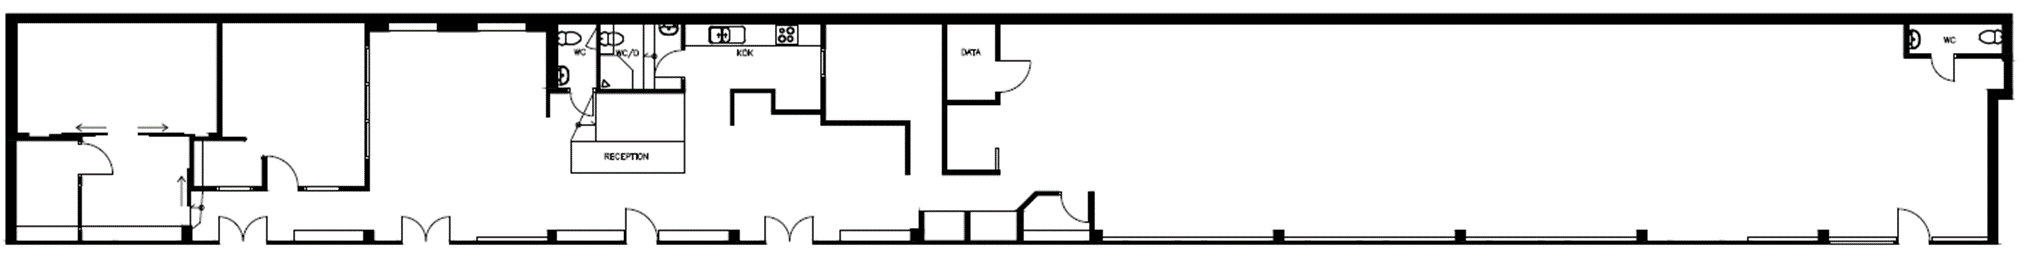 WC
WC/D
KÖK
DATA
WC
RECEPTION